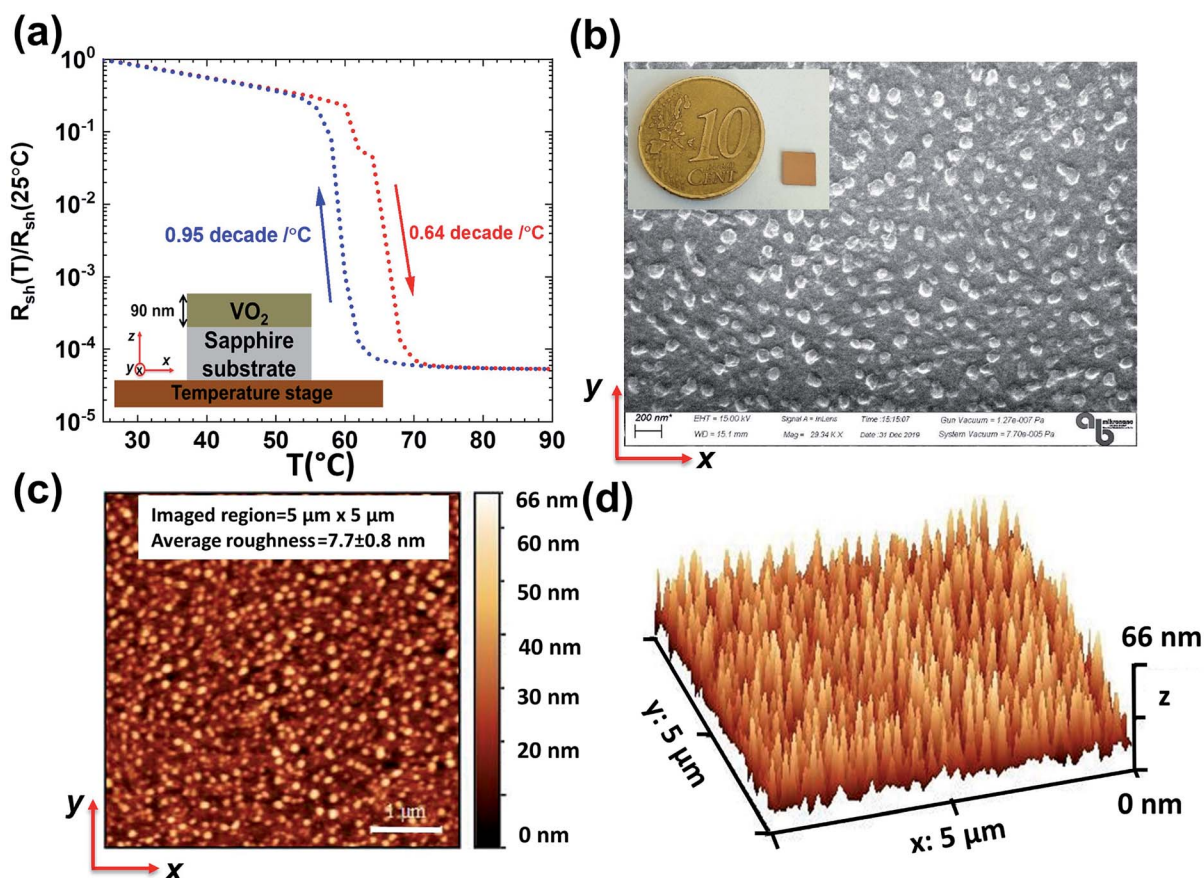 (a)
10⁰
10⁻¹
10⁻²
10⁻³
10⁻⁴
10⁻⁵
R_sh(T)/R_sh(25°C)
0.95 decade /°C
0.64 decade /°C
90 nm
VO₂
Sapphire
substrate
Temperature stage
z
y
x
x
30 40 50 60 70 80 90
T(°C)
(b)
10
CENT
200 nm*
EHT = 15.00 kV
Signal A = InLens
Time :15:15:07
Gun Vacuum = 1.27e-007 Pa
WD = 15.1 mm
Mag = 29.34 K X
Date :31 Dec 2019
System Vacuum = 7.70e-005 Pa
ab
y
x
(c)
Imaged region=5 µm x 5 µm
Average roughness=7.7±0.8 nm
1 µm
66 nm
60 nm
50 nm
40 nm
30 nm
20 nm
0 nm
y
x
(d)
66 nm
z
0 nm
y: 5 µm
x: 5 µm